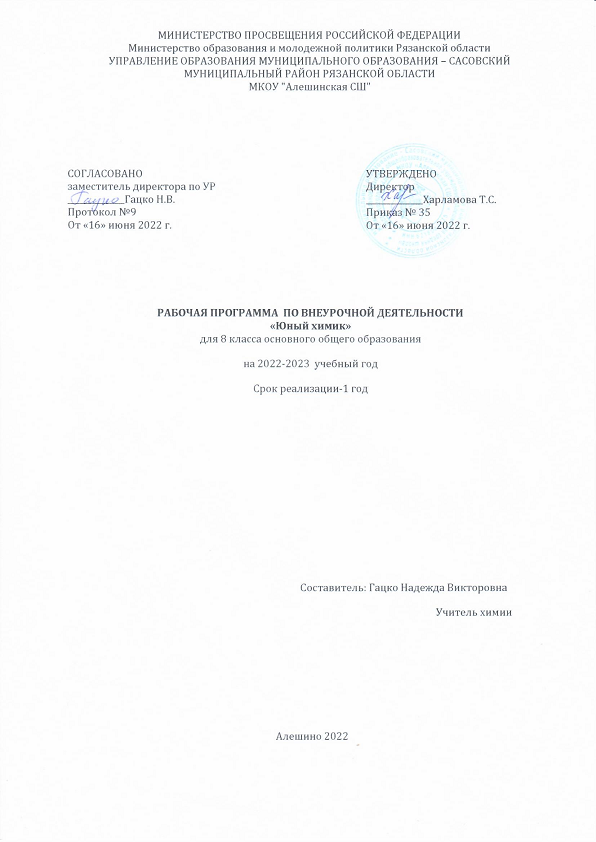 МИНИСТЕРСТВО ПРОСВЕЩЕНИЯ РОССИЙСКОЙ ФЕДЕРАЦИИ
Министерство образования и молодежной политики Рязанской области
УПРАВЛЕНИЕ ОБРАЗОВАНИЯ МУНИЦИПАЛЬНОГО ОБРАЗОВАНИЯ – САСОВСКИЙ
МУНИЦИПАЛЬНЫЙ РАЙОН РЯЗАНСКОЙ ОБЛАСТИ
МКОУ "Алешинская СШ"
СОГЛАСОВАНО
заместитель директора по УР
Гацко Гацко Н.В.
Протокол №9
От «16» июня 2022 г.
УТВЕРЖДЕНО
Директор
Хар Харламова Т.С.
Приказ № 35
От «16» июня 2022 г.
РАБОЧАЯ ПРОГРАММА ПО ВНЕУРОЧНОЙ ДЕЯТЕЛЬНОСТИ
«Юный химик»
для 8 класса основного общего образования
на 2022-2023 учебный год
Срок реализации-1 год
Составитель: Гацко Надежда Викторовна
Учитель химии
Алешино 2022